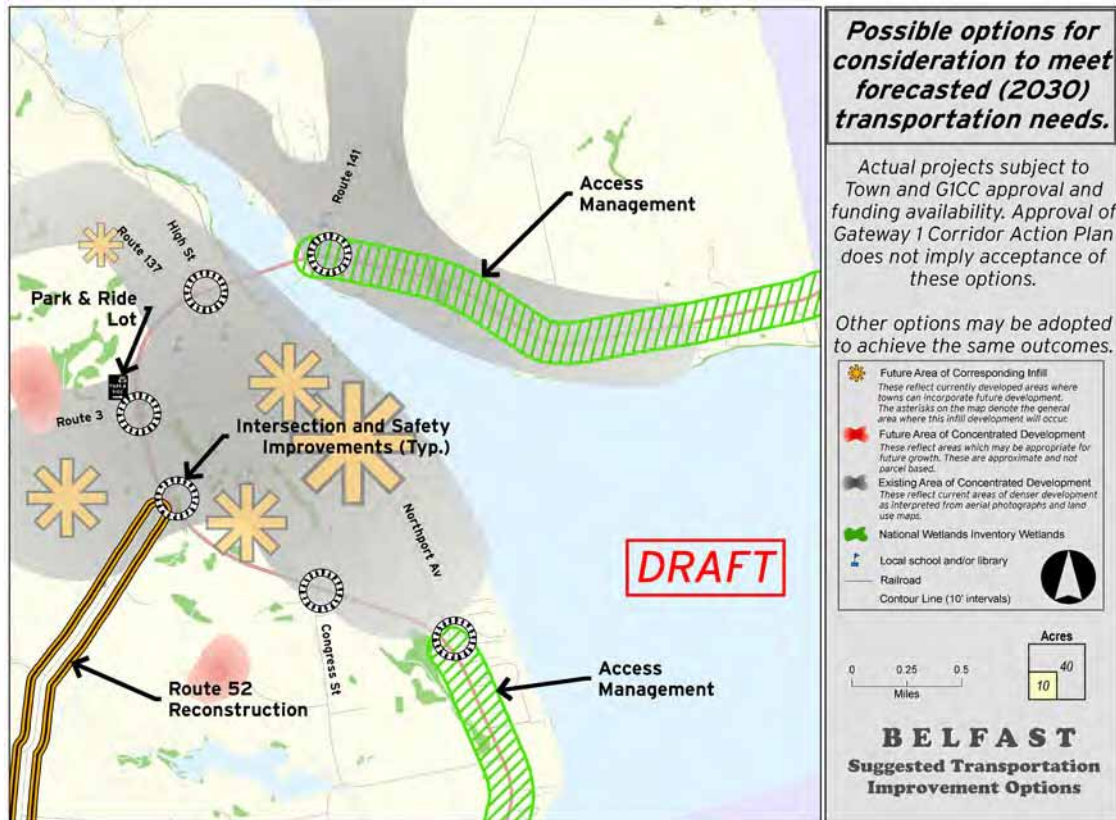 Route 141
Access
Management
High St
Route 137
Park & Ride
Lot
Route 3
Intersection and Safety
Improvements (Typ.)
Northport Av
DRAFT
Congress St
Route 52
Reconstruction
Access
Management
Possible options for
consideration to meet
forecasted (2030)
transportation needs.
Actual projects subject to
Town and G1CC approval and
funding availability. Approval of
Gateway 1 Corridor Action Plan
does not imply acceptance of
these options.
Other options may be adopted
to achieve the same outcomes.
Future Area of Corresponding Infill
These reflect currently developed areas where
towns can incorporate future development.
The asterisks on the map denote the general
area where this infill development will occur.
Future Area of Concentrated Development
These reflect areas which may be appropriate for
future growth. These are approximate and not
parcel based.
Existing Area of Concentrated Development
These reflect current areas of denser development
as interpreted from aerial photographs and land
use maps.
National Wetlands Inventory Wetlands
Local school and/or library
Railroad
Contour Line (10' intervals)
0 0.25 0.5
Miles
Acres
40
10
BELFAST
Suggested Transportation
Improvement Options